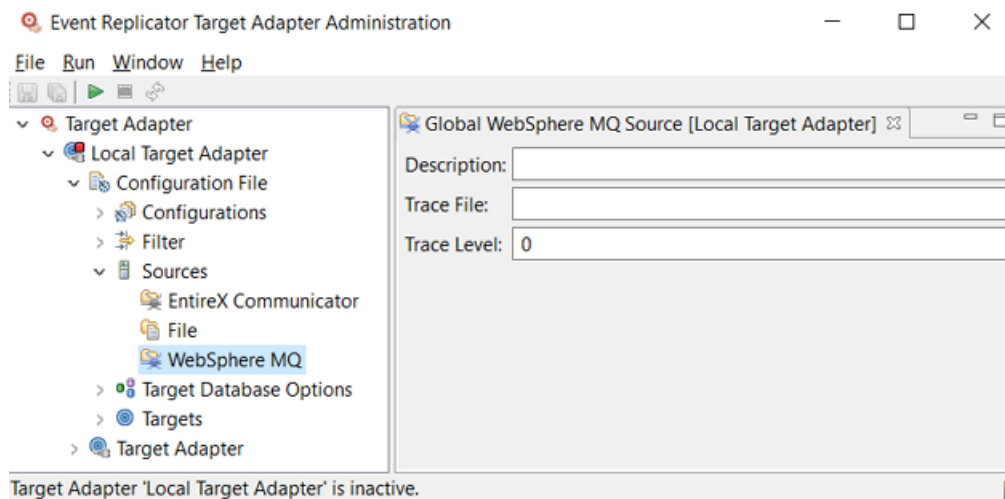 Event Replicator Target Adapter Administration
File Run Window Help
Target Adapter
Local Target Adapter
Configuration File
Configurations
Filter
Sources
EntireX Communicator
File
WebSphere MQ
Target Database Options
Targets
Target Adapter
Global WebSphere MQ Source [Local Target Adapter]
Description:
Trace File:
Trace Level: 0
Target Adapter 'Local Target Adapter' is inactive.